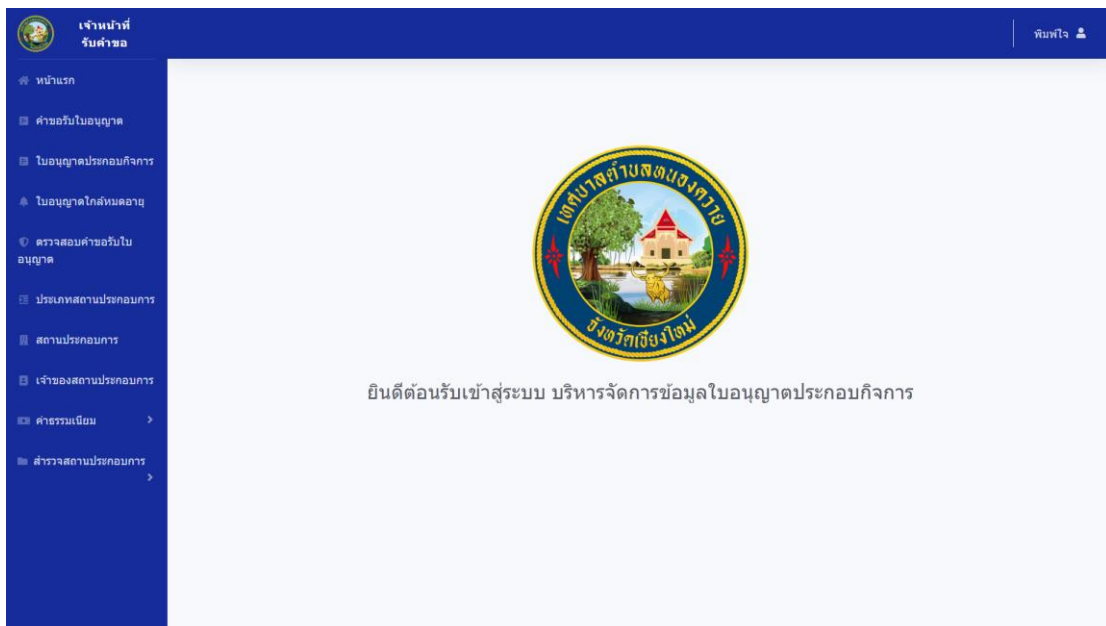 เจ้าหน้าที่
รับคำขอ
พิมพ์ใจ
หน้าแรก
คำขอรับใบอนุญาต
ใบอนุญาตประกอบกิจการ
ใบอนุญาตใกล้หมดอายุ
ตรวจสอบคำขอรับใบ
อนุญาต
ประเภทสถานประกอบการ
สถานประกอบการ
เจ้าของสถานประกอบการ
ค่าธรรมเนียม
สำรวจสถานประกอบการ
เทศบาลตำบลหนองควาย
จังหวัดเชียงใหม่
ยินดีต้อนรับเข้าสู่ระบบ บริหารจัดการข้อมูลใบอนุญาตประกอบกิจการ